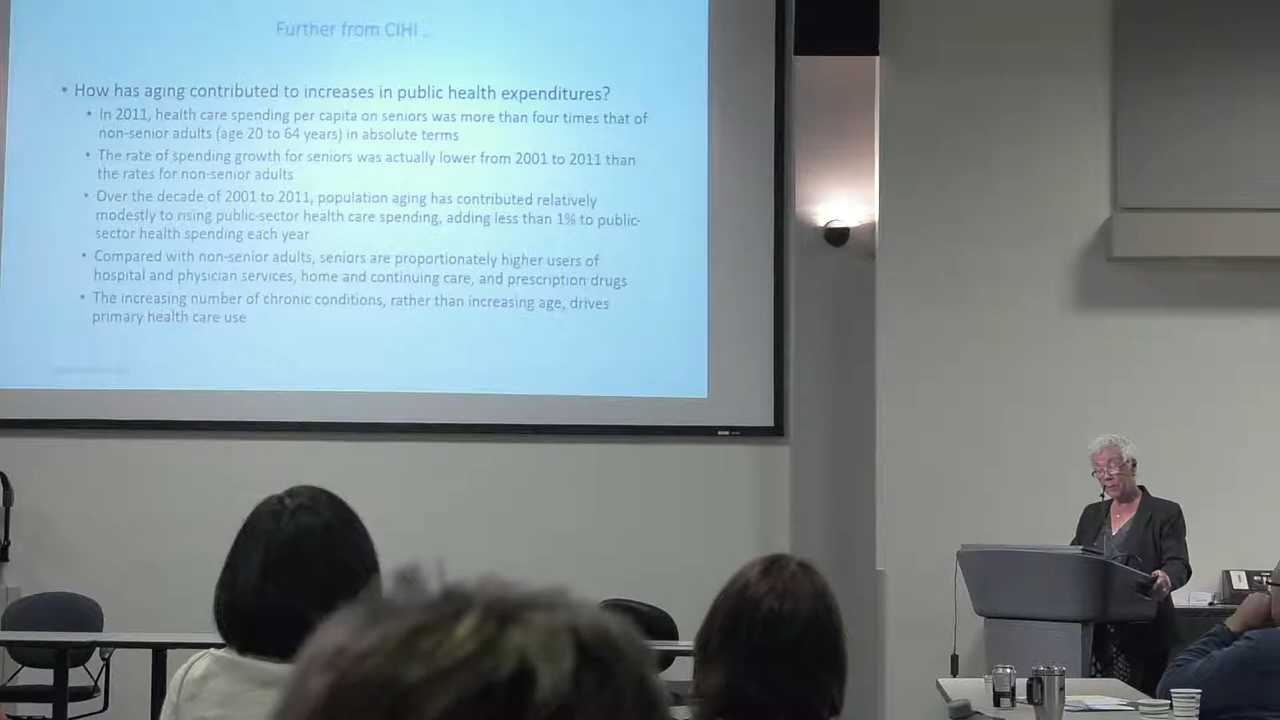 Further from CIHI ...
• How has aging contributed to increases in public health expenditures?
• In 2011, health care spending per capita on seniors was more than four times that of
non-senior adults (age 20 to 64 years) in absolute terms
• The rate of spending growth for seniors was actually lower from 2001 to 2011 than
the rates for non-senior adults
• Over the decade of 2001 to 2011, population aging has contributed relatively
modestly to rising public-sector health care spending, adding less than 1% to public-
sector health spending each year
• Compared with non-senior adults, seniors are proportionately higher users of
hospital and physician services, home and continuing care, and prescription drugs
• The increasing number of chronic conditions, rather than increasing age, drives
primary health care use